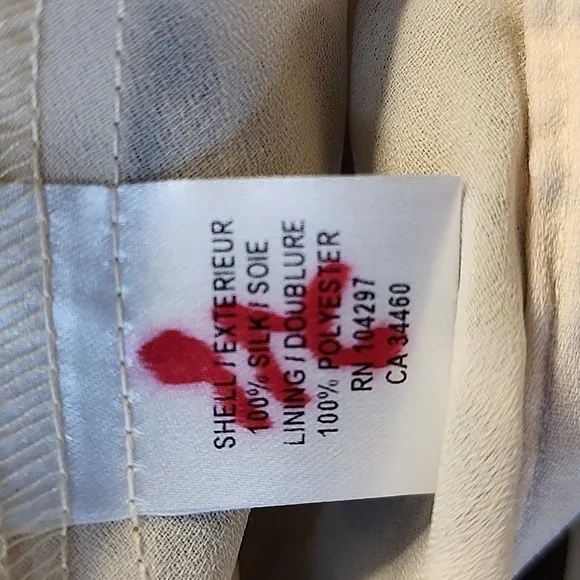 SHELL / EXTERIEUR
100% SILK / SOIE
LINING / DOUBLURE
100% POLYESTER
RN 104297
CA 34460